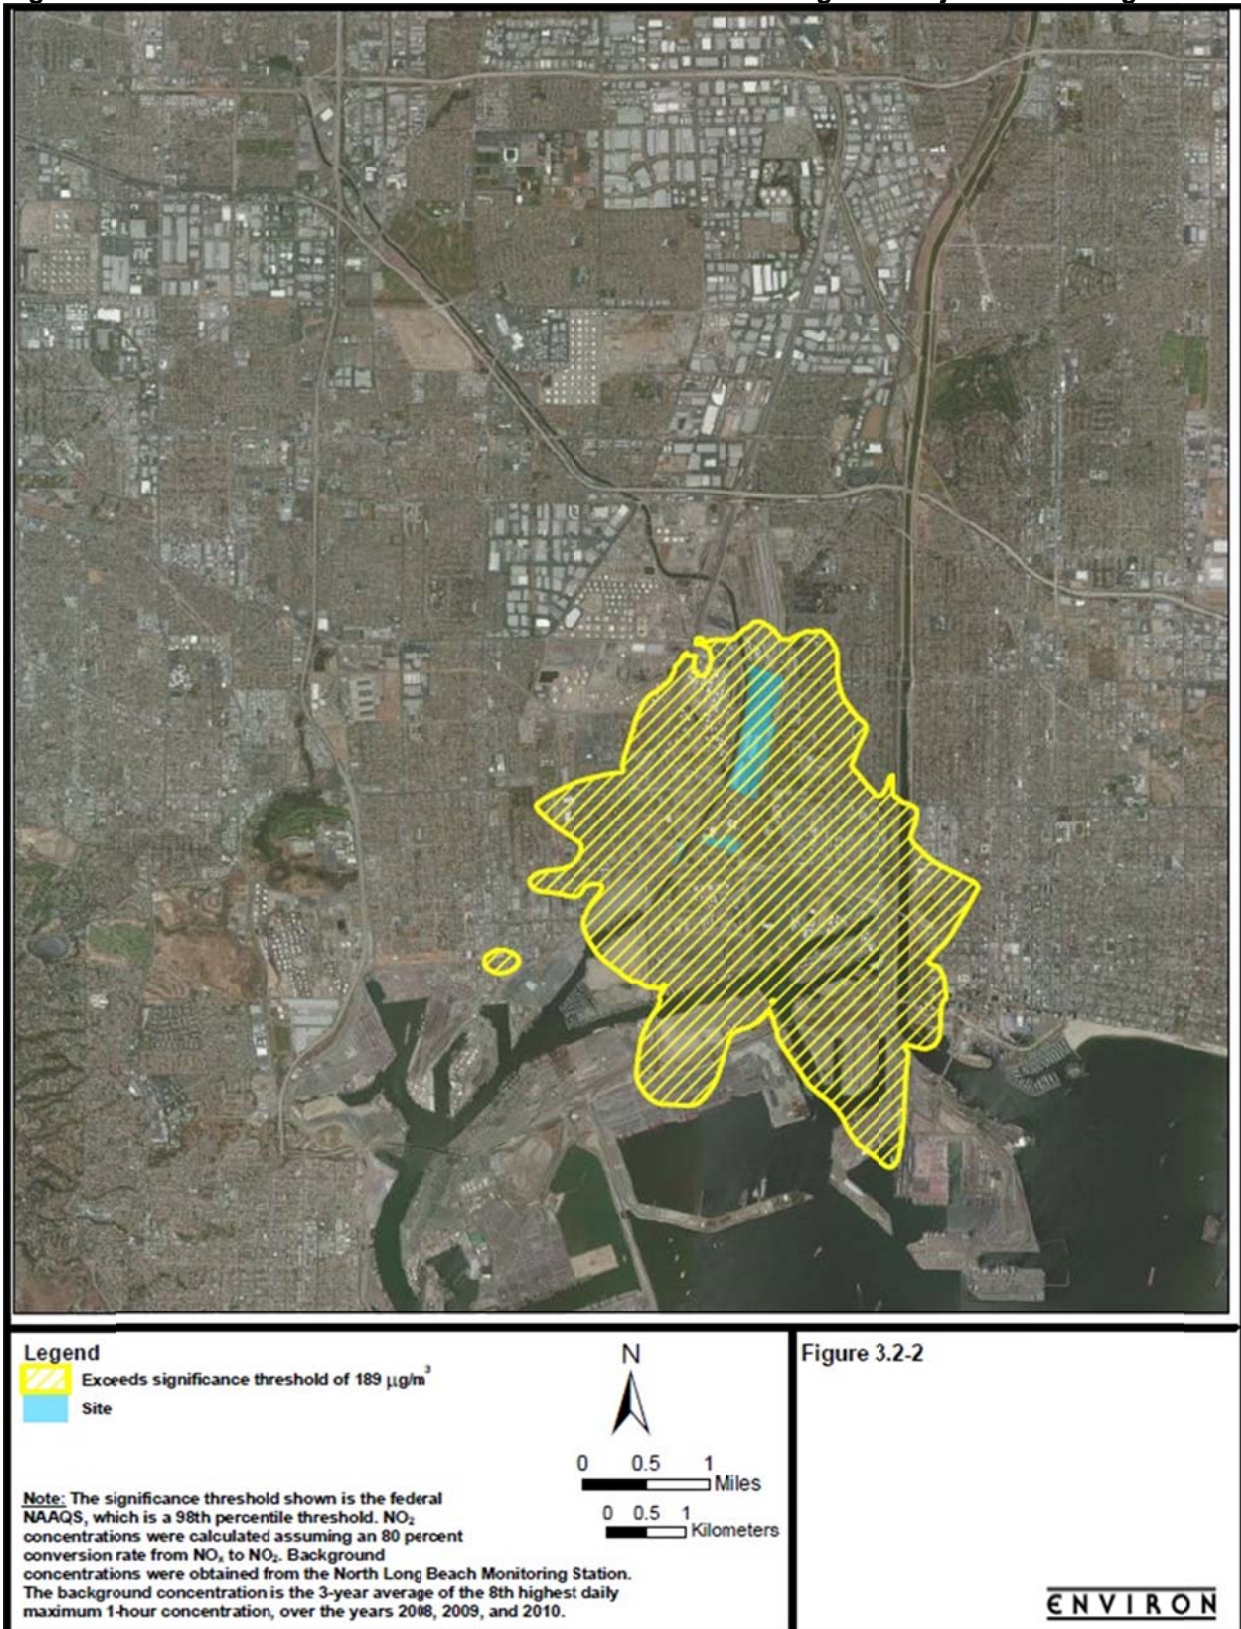 Legend
Exceeds significance threshold of 189 µg/m³
Site
N
0 0.5 1
Miles
0 0.5 1
Kilometers
Note: The significance threshold shown is the federal
NAAQS, which is a 98th percentile threshold. NO₂
concentrations were calculated assuming an 80 percent
conversion rate from NOₓ to NO₂. Background
concentrations were obtained from the North Long Beach Monitoring Station.
The background concentration is the 3-year average of the 8th highest daily
maximum 1-hour concentration, over the years 2008, 2009, and 2010.
Figure 3.2-2
ENVIRON